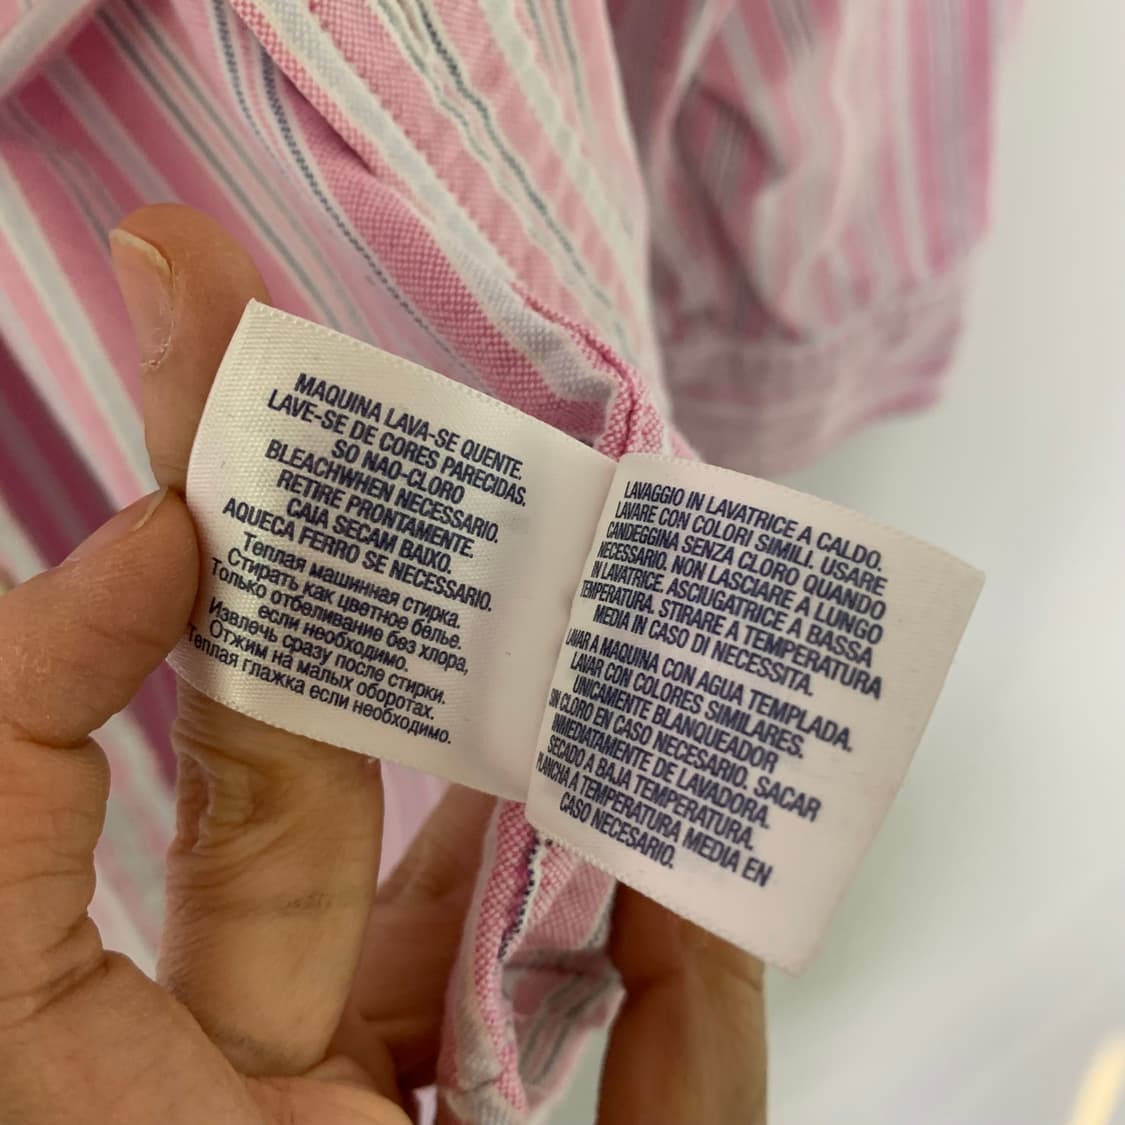 MAQUINA LAVA-SE QUENTE.
LAVE-SE DE CORES PARECIDAS.
SO NAO-CLORO
BLEACHWHEN NECESSARIO.
RETIRE PRONTAMENTE.
CAIA SECAM BAIXO.
AQUECA FERRO SE NECESSARIO.
Теплая машинная стирка.
Стирать как цветное белье.
Только отбеливание без хлора,
если необходимо.
Извлечь сразу после стирки.
Отжим на малых оборотах.
Теплая глажка если необходимо.
LAVAGGIO IN LAVATRICE A CALDO.
LAVARE CON COLORI SIMILI. USARE
CANDEGGINA SENZA CLORO QUANDO
NECESSARIO. NON LASCIARE A LUNGO
IN LAVATRICE. ASCIUGATRICE A BASSA
TEMPERATURA. STIRARE A TEMPERATURA
MEDIA IN CASO DI NECESSITA.
LAVAR A MAQUINA CON AGUA TEMPLADA.
LAVAR CON COLORES SIMILARES.
UNICAMENTE BLANQUEADOR
SIN CLORO EN CASO NECESARIO. SACAR
INMEDIATAMENTE DE LAVADORA.
SECADO A BAJA TEMPERATURA.
PLANCHA A TEMPERATURA MEDIA EN
CASO NECESARIO.